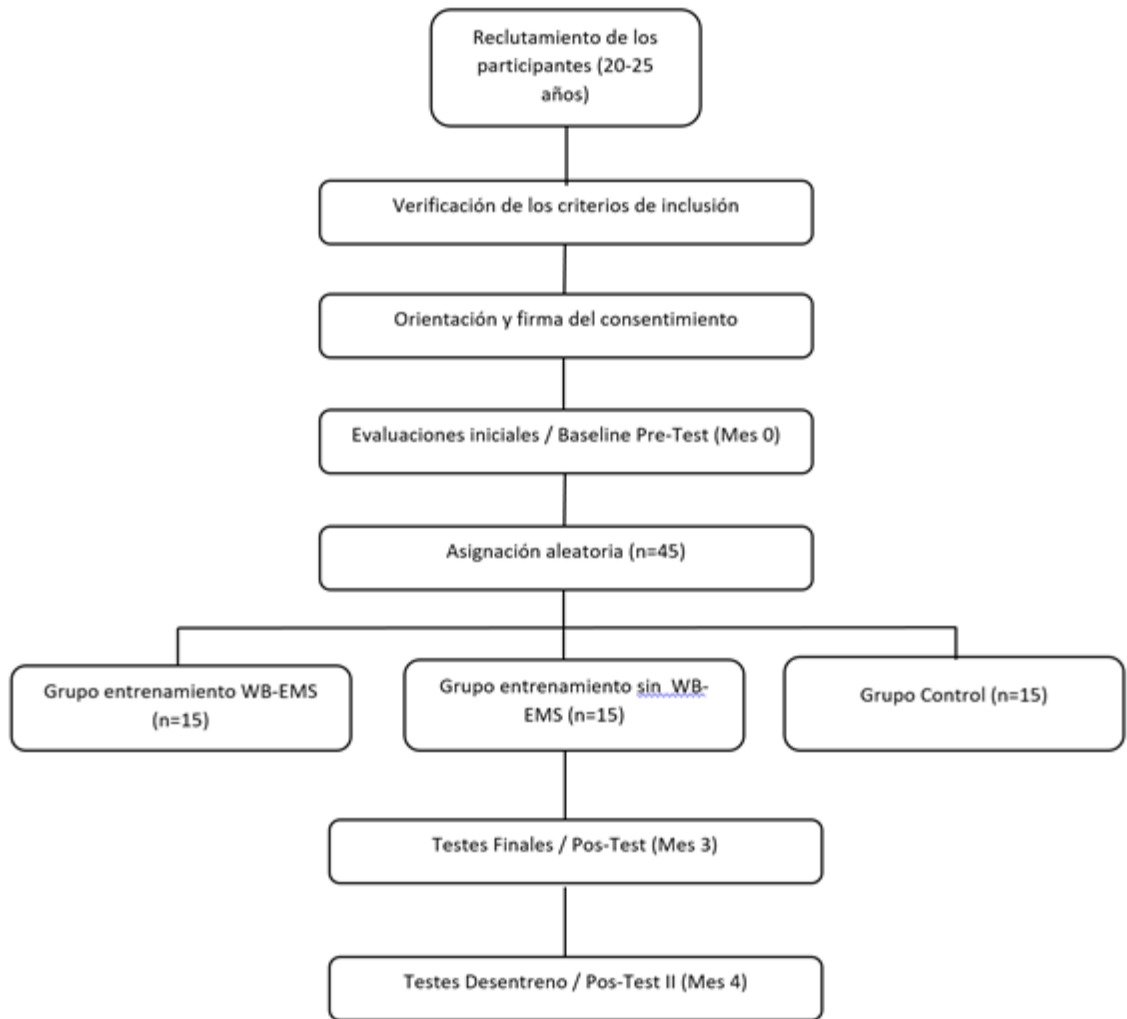 Reclutamiento de los
participantes (20-25
años)
Verificación de los criterios de inclusión
Orientación y firma del consentimiento
Evaluaciones iniciales / Baseline Pre-Test (Mes 0)
Asignación aleatoria (n=45)
Grupo entrenamiento WB-EMS
(n=15)
Grupo entrenamiento sin WB-
EMS (n=15)
Grupo Control (n=15)
Testes Finales / Pos-Test (Mes 3)
Testes Desentreno / Pos-Test II (Mes 4)